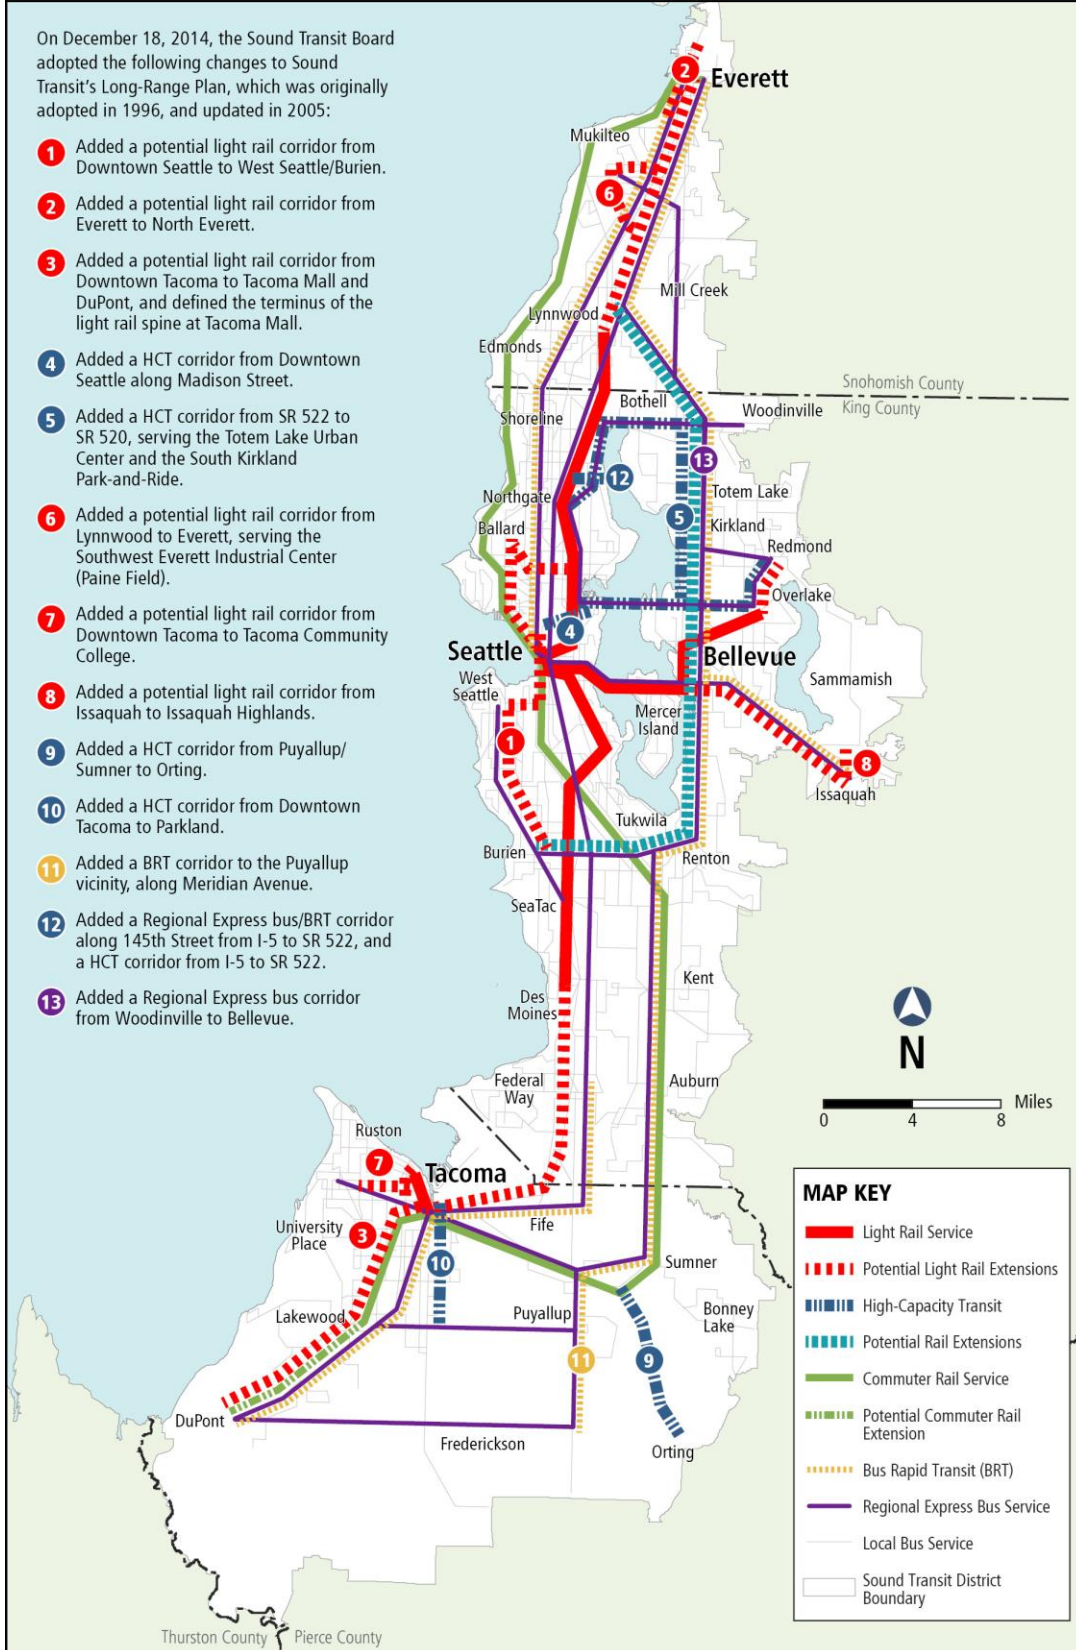 On December 18, 2014, the Sound Transit Board
adopted the following changes to Sound
Transit's Long-Range Plan, which was originally
adopted in 1996, and updated in 2005:
1 Added a potential light rail corridor from
Downtown Seattle to West Seattle/Burien.
2 Added a potential light rail corridor from
Everett to North Everett.
3 Added a potential light rail corridor from
Downtown Tacoma to Tacoma Mall and
DuPont, and defined the terminus of the
light rail spine at Tacoma Mall.
4 Added a HCT corridor from Downtown
Seattle along Madison Street.
5 Added a HCT corridor from SR 522 to
SR 520, serving the Totem Lake Urban
Center and the South Kirkland
Park-and-Ride.
6 Added a potential light rail corridor from
Lynnwood to Everett, serving the
Southwest Everett Industrial Center
(Paine Field).
7 Added a potential light rail corridor from
Downtown Tacoma to Tacoma Community
College.
8 Added a potential light rail corridor from
Issaquah to Issaquah Highlands.
9 Added a HCT corridor from Puyallup/
Sumner to Orting.
10 Added a HCT corridor from Downtown
Tacoma to Parkland.
11 Added a BRT corridor to the Puyallup
vicinity, along Meridian Avenue.
12 Added a Regional Express bus/BRT corridor
along 145th Street from I-5 to SR 522, and
a HCT corridor from I-5 to SR 522.
13 Added a Regional Express bus corridor
from Woodinville to Bellevue.
2
Everett
Mukilteo
6
Mill Creek
Lynnwood
Edmonds
Snohomish County
King County
Bothell
Shoreline
Woodinville
13
12
Northgate
Totem Lake
5
Ballard
Kirkland
Redmond
Overlake
4
Seattle
Bellevue
West
Seattle
Sammamish
Mercer
Island
1
8
Issaquah
Tukwila
Burien
Renton
SeaTac
Kent
Des
Moines
N
Federal
Way
Auburn
0 4 8 Miles
Ruston
7
Tacoma
University
Place
3
Fife
10
Sumner
Lakewood
Puyallup
Bonney
Lake
11
9
DuPont
Frederickson
Orting
Thurston County
Pierce County
MAP KEY
Light Rail Service
Potential Light Rail Extensions
High-Capacity Transit
Potential Rail Extensions
Commuter Rail Service
Potential Commuter Rail
Extension
Bus Rapid Transit (BRT)
Regional Express Bus Service
Local Bus Service
Sound Transit District
Boundary